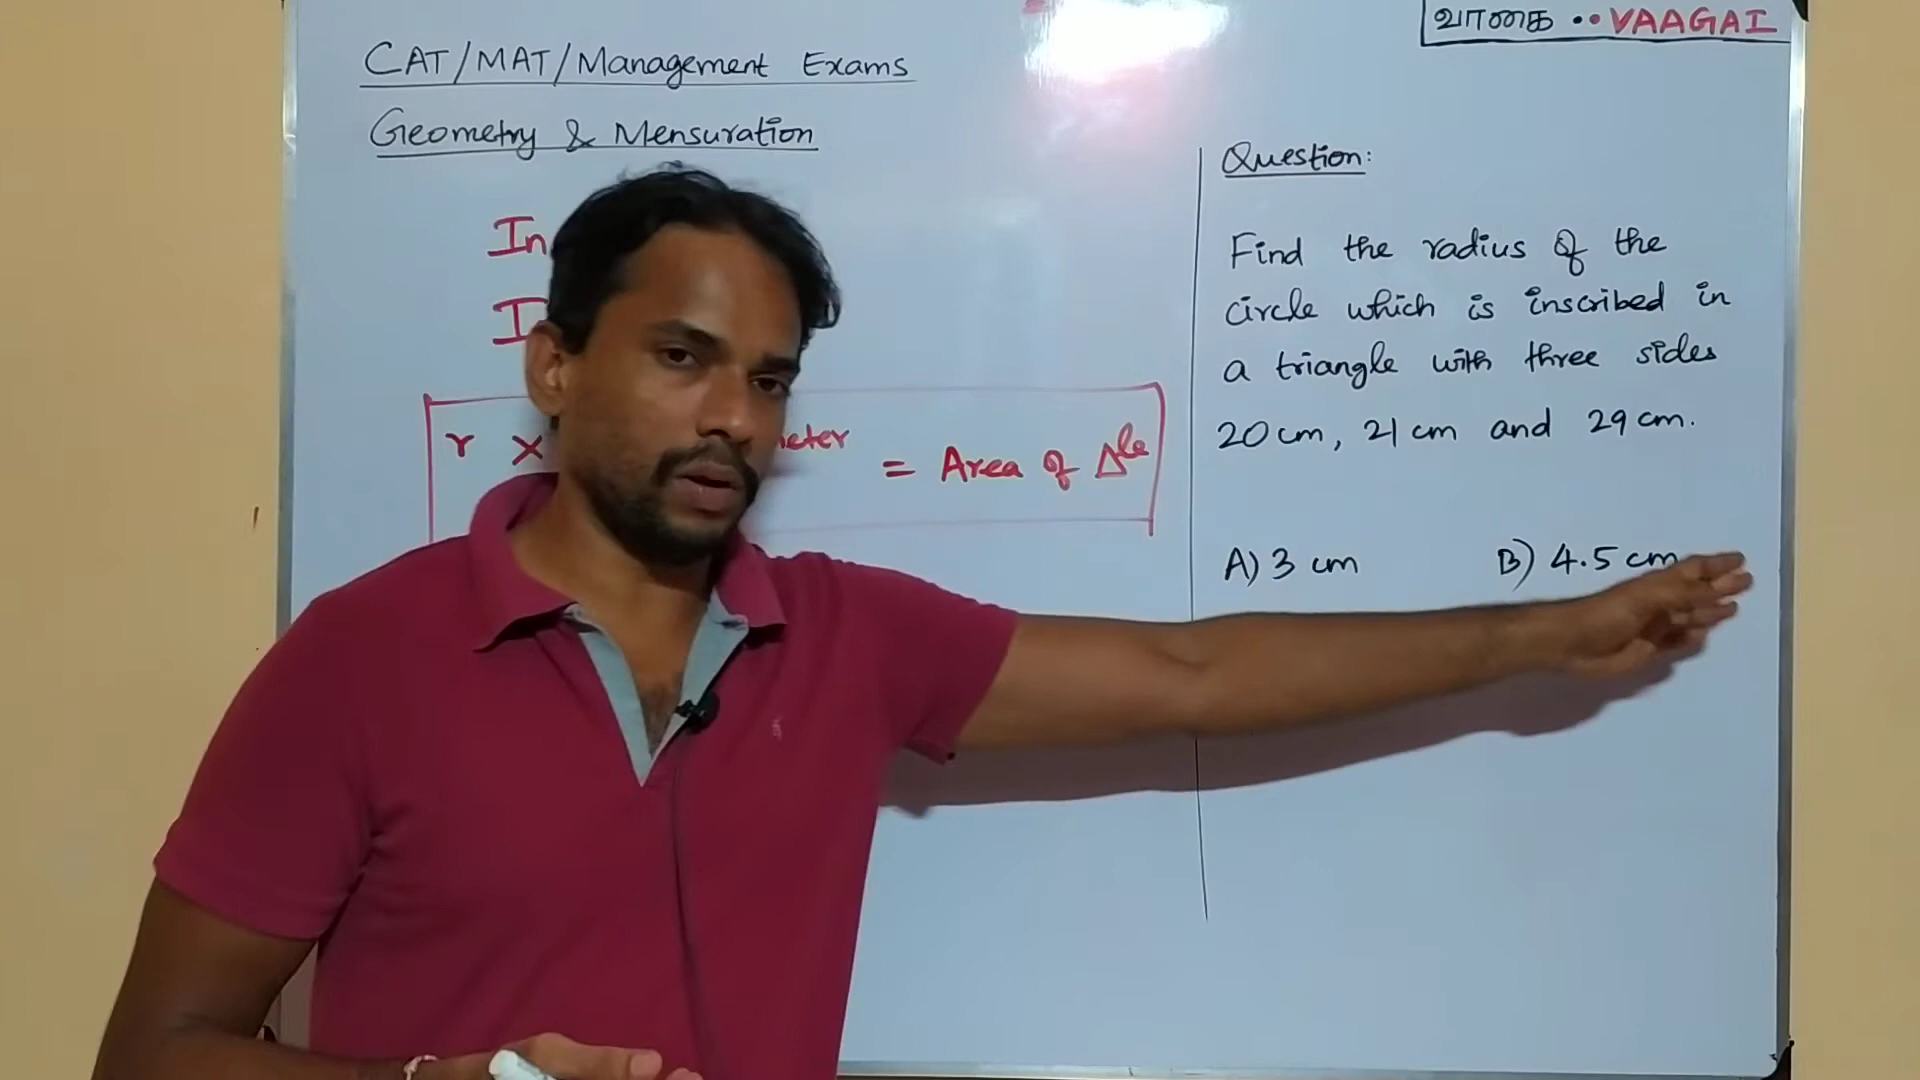 வாகை ..VAAGAI
CAT/MAT/Management Exams
Geometry & Mensuration
In
r X
= Area of Δle
Question:
Find the radius of the
circle which is inscribed in
a triangle with three sides
20 cm, 21 cm and 29 cm.
A) 3 cm B) 4.5 cm